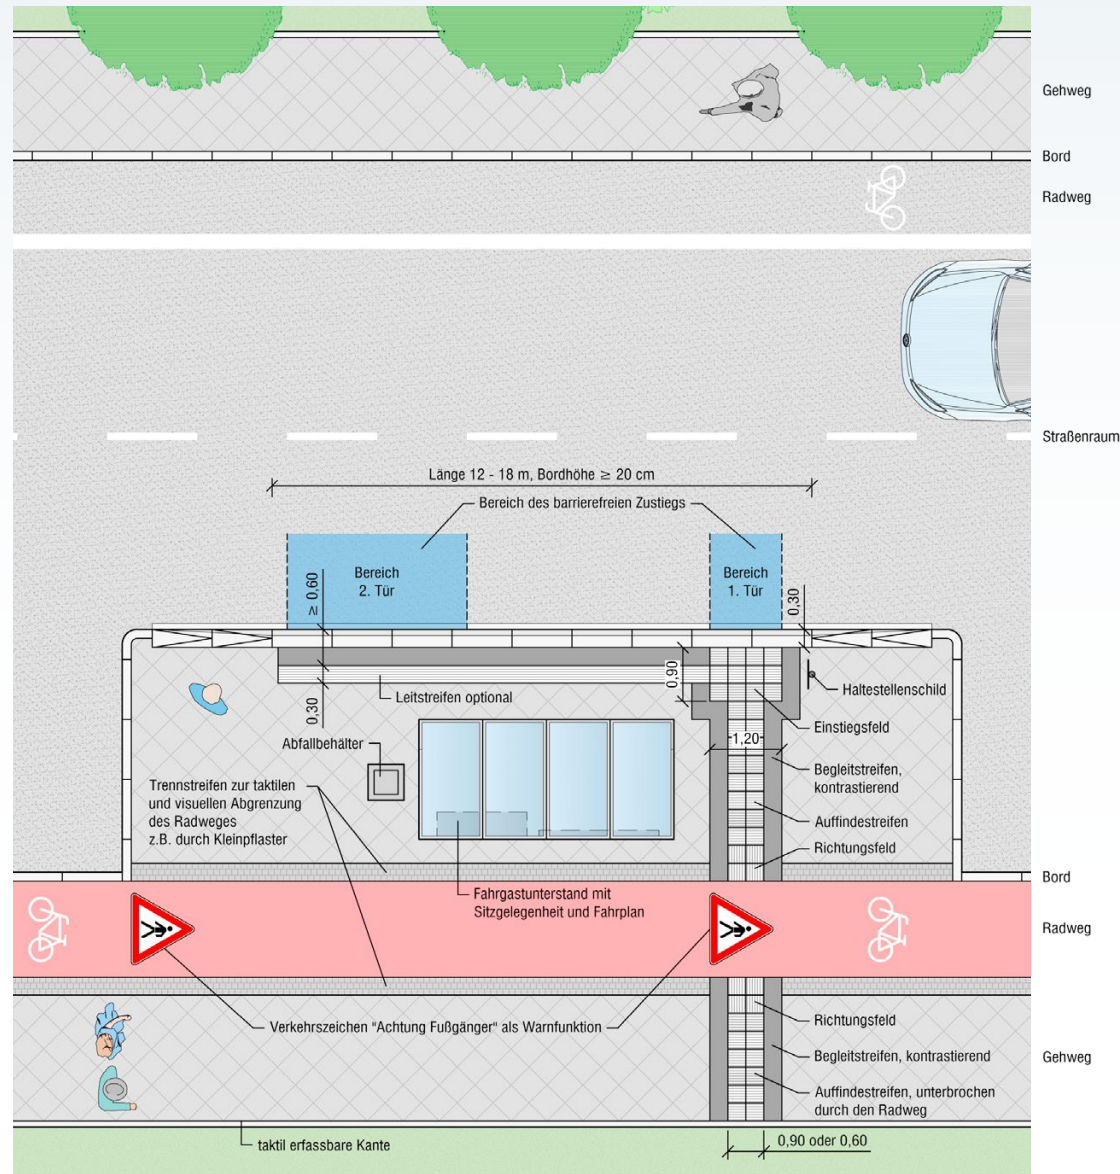 Gehweg
Bord
Radweg
Straßenraum
Länge 12 - 18 m, Bordhöhe ≥ 20 cm
Bereich des barrierefreien Zustiegs
Bereich
2. Tür
Bereich
1. Tür
≥ 0,60
0,30
0,90
0,30
Leitstreifen optional
Haltestellenschild
Einstiegsfeld
1,20
Abfallbehälter
Begleitstreifen,
kontrastierend
Trennstreifen zur taktilen
und visuellen Abgrenzung
des Radweges
z.B. durch Kleinpflaster
Auffindestreifen
Richtungsfeld
Bord
Fahrgastunterstand mit
Sitzgelegenheit und Fahrplan
Radweg
Verkehrszeichen "Achtung Fußgänger" als Warnfunktion
Richtungsfeld
Begleitstreifen, kontrastierend
Gehweg
Auffindestreifen, unterbrochen
durch den Radweg
taktil erfassbare Kante
0,90 oder 0,60